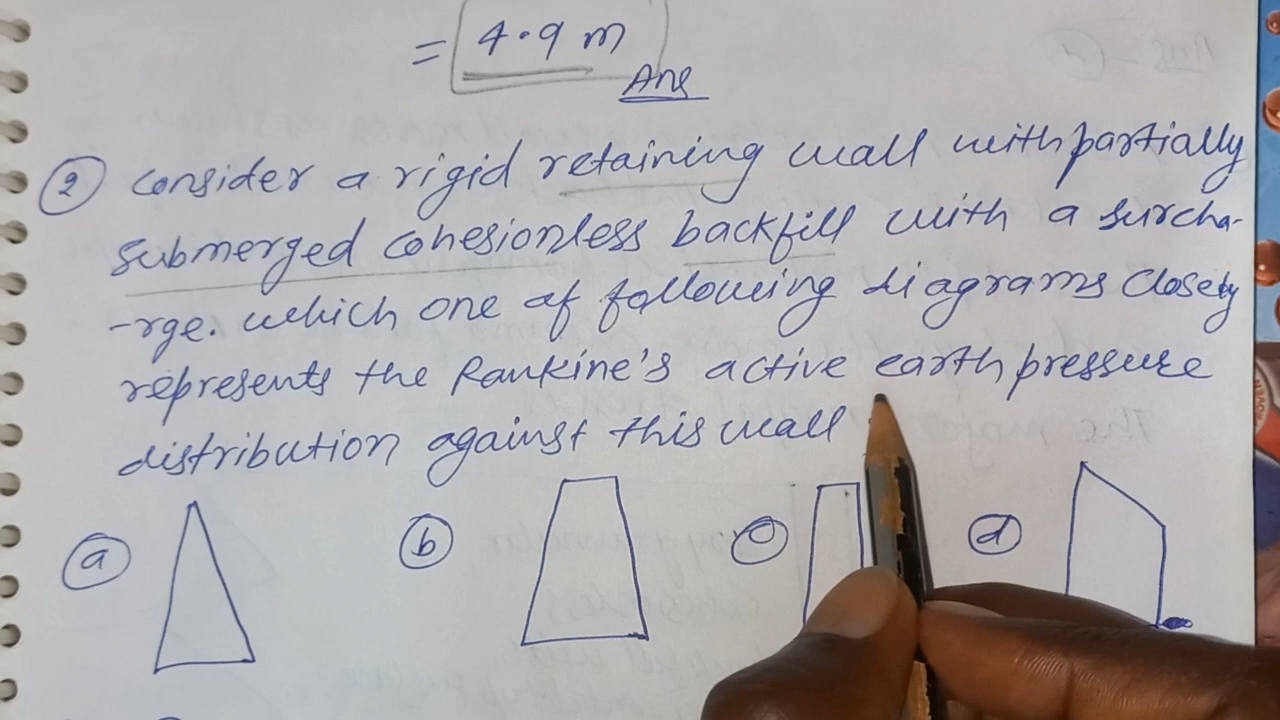 = 4.9 m
Ans
② Consider a rigid retaining wall with partially
submerged cohesionless backfill with a surcha-
-rge. which one of following diagrams closely
represents the Rankine's active earth pressure
distribution against this wall
ⓐ ⓑ ⓒ ⓓ